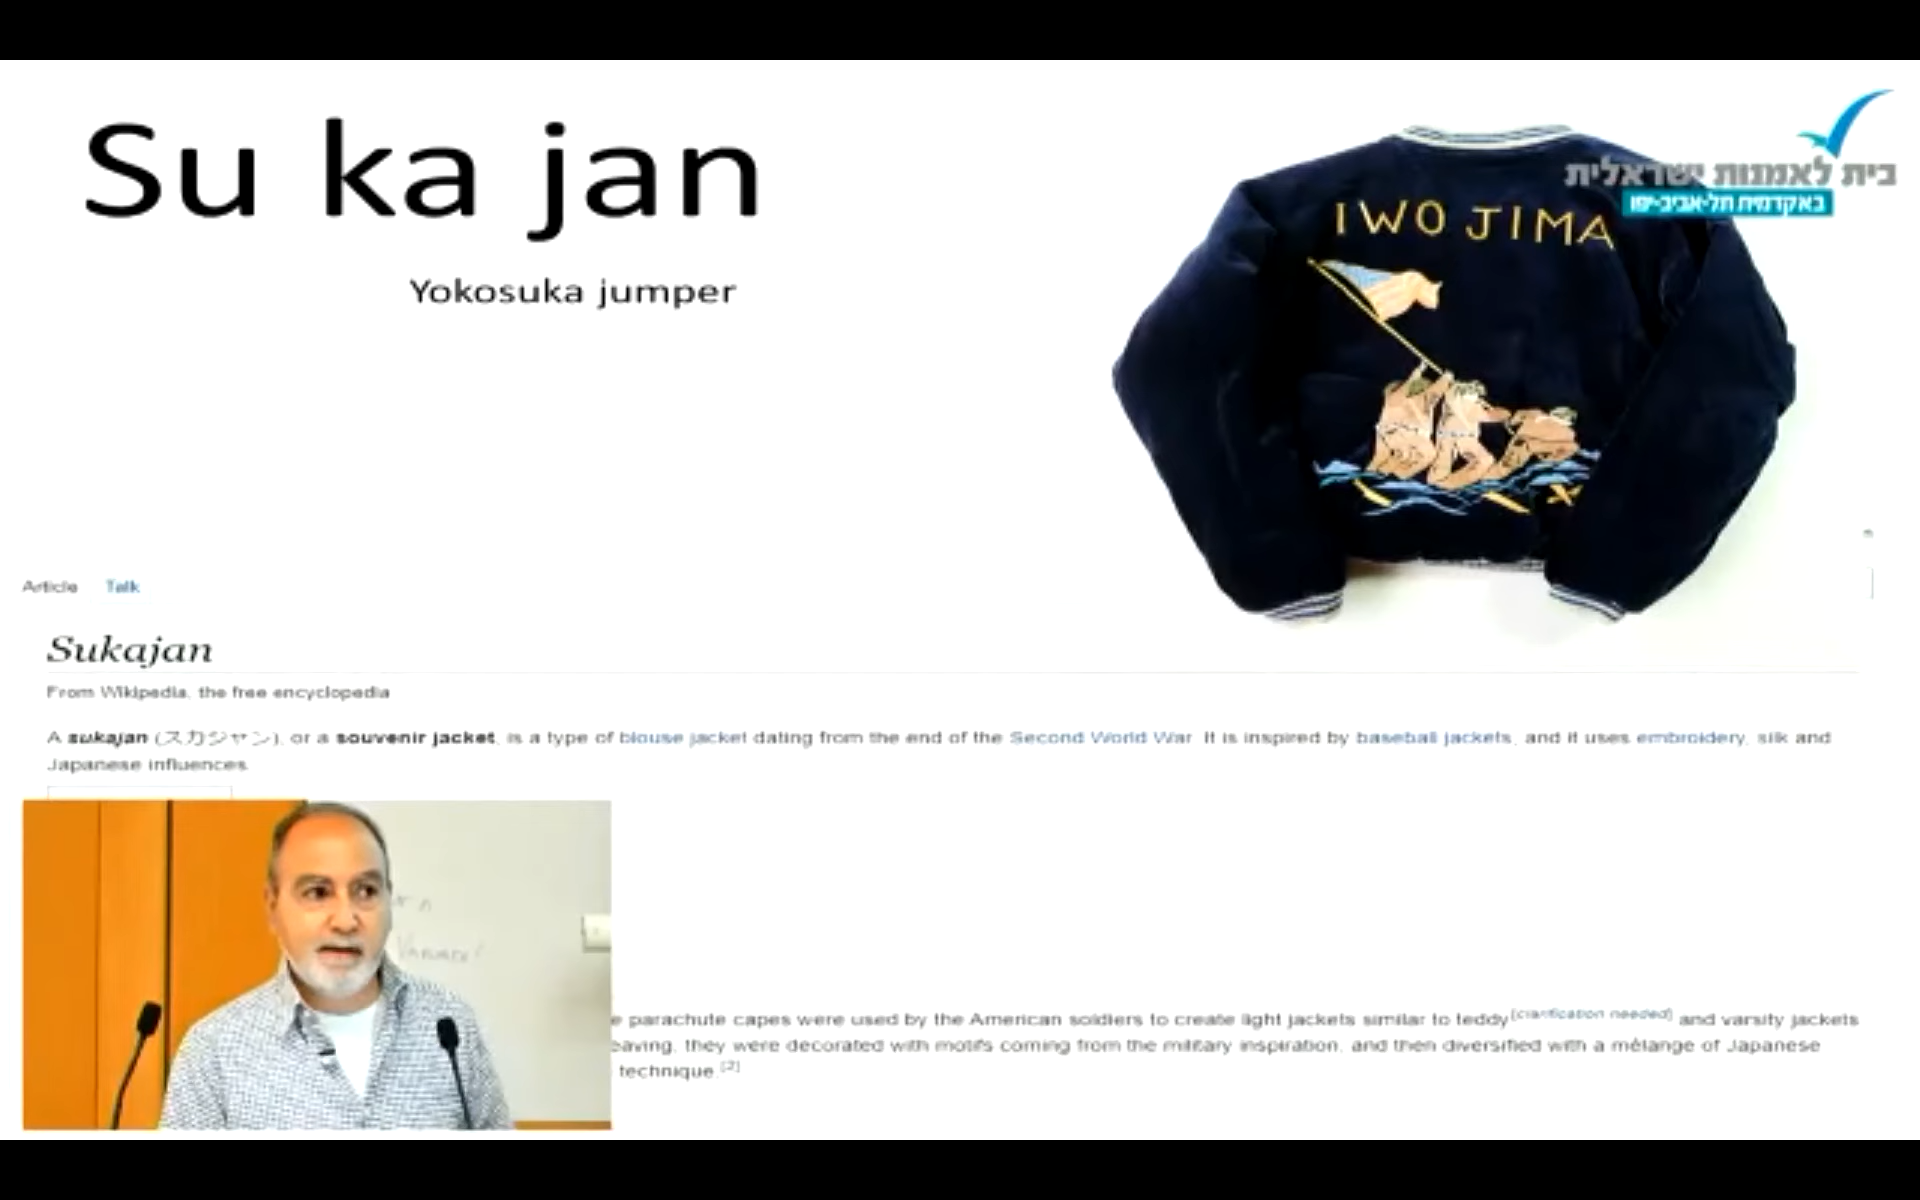 Su ka jan
Yokosuka jumper
בית לאמנות ישראלית
באקדמית תל-אביב-יפו
IWO JIMA
Article Talk
Sukajan
From Wikipedia, the free encyclopedia
A sukajan (スカジャン), or a souvenir jacket, is a type of blouse jacket dating from the end of the Second World War. It is inspired by baseball jackets, and it uses embroidery, silk and
Japanese influences.
parachute capes were used by the American soldiers to create light jackets similar to teddy[clarification needed] and varsity jackets
eaving, they were decorated with motifs coming from the military inspiration, and then diversified with a mélange of Japanese
technique.[2]